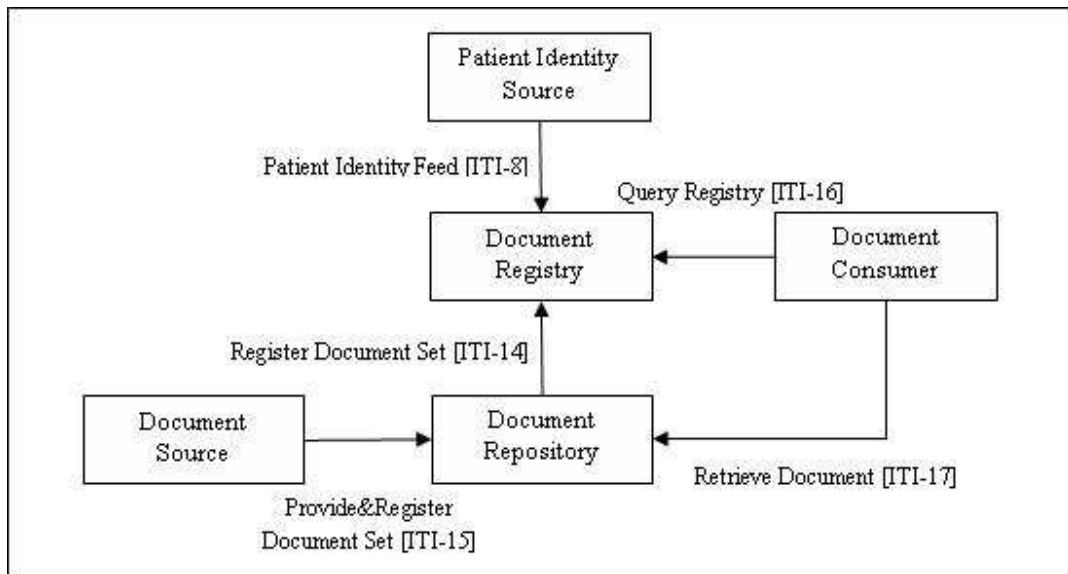 Patient Identity
Source
Patient Identity Feed [ITI-8]
Query Registry [ITI-16]
Document
Registry
Document
Consumer
Register Document Set [ITI-14]
Document
Source
Document
Repository
Retrieve Document [ITI-17]
Provide&Register
Document Set [ITI-15]